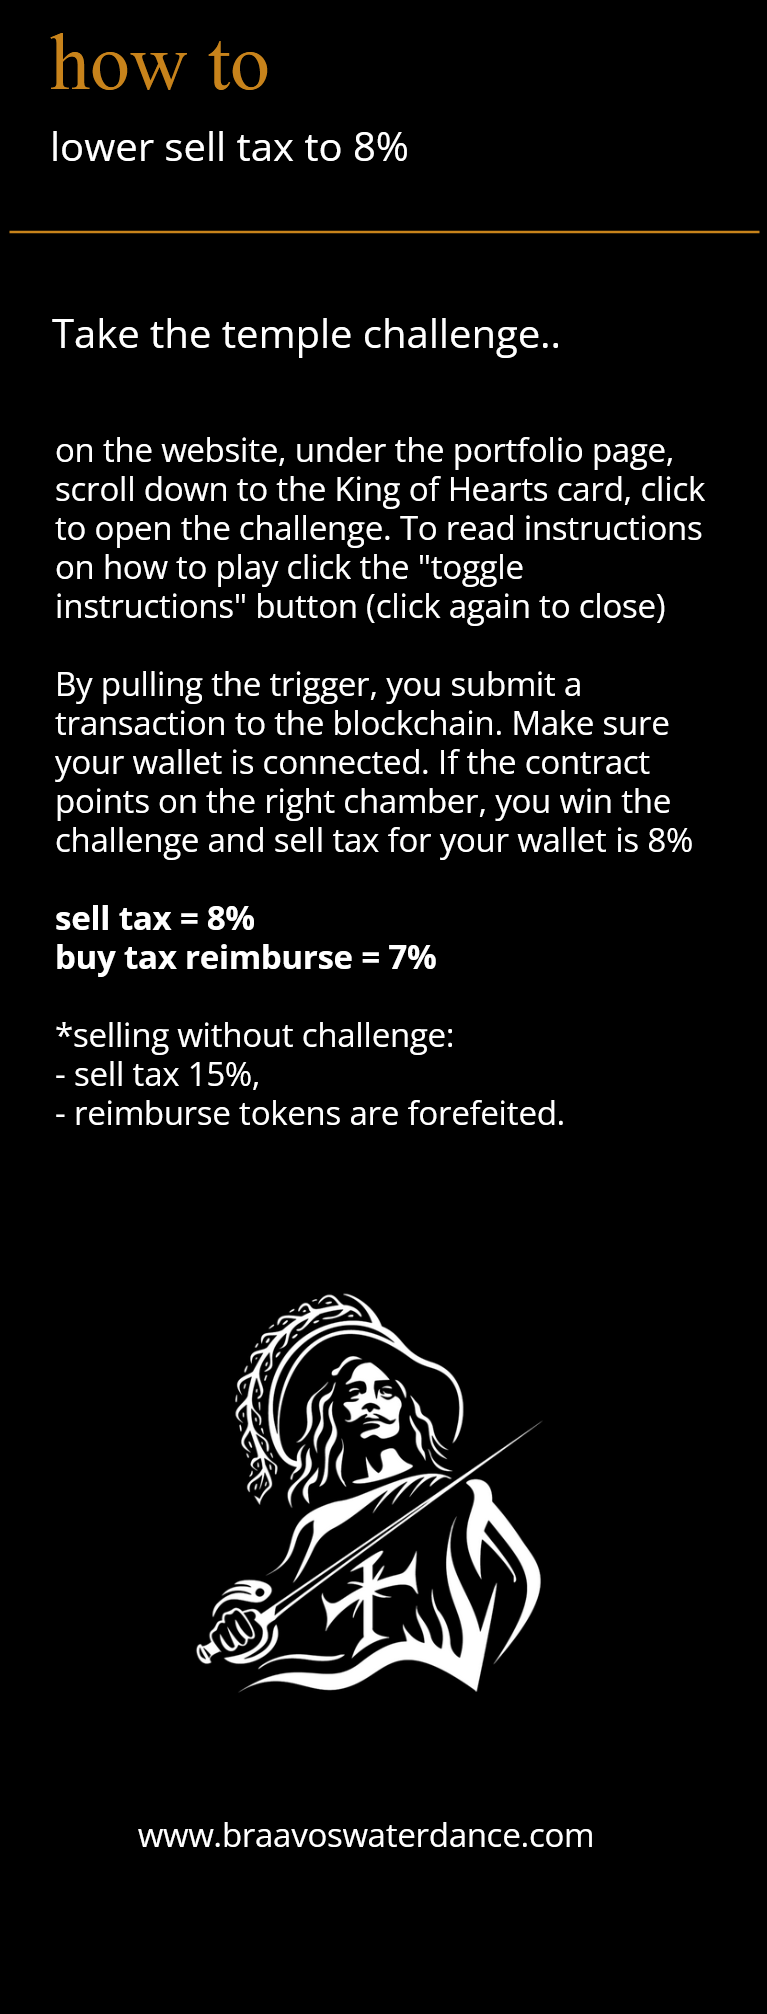 how to
lower sell tax to 8%
Take the temple challenge..
on the website, under the portfolio page,
scroll down to the King of Hearts card, click
to open the challenge. To read instructions
on how to play click the "toggle
instructions" button (click again to close)
By pulling the trigger, you submit a
transaction to the blockchain. Make sure
your wallet is connected. If the contract
points on the right chamber, you win the
challenge and sell tax for your wallet is 8%
sell tax = 8%
buy tax reimburse = 7%
*selling without challenge:
- sell tax 15%,
- reimburse tokens are forefeited.
www.braavoswaterdance.com